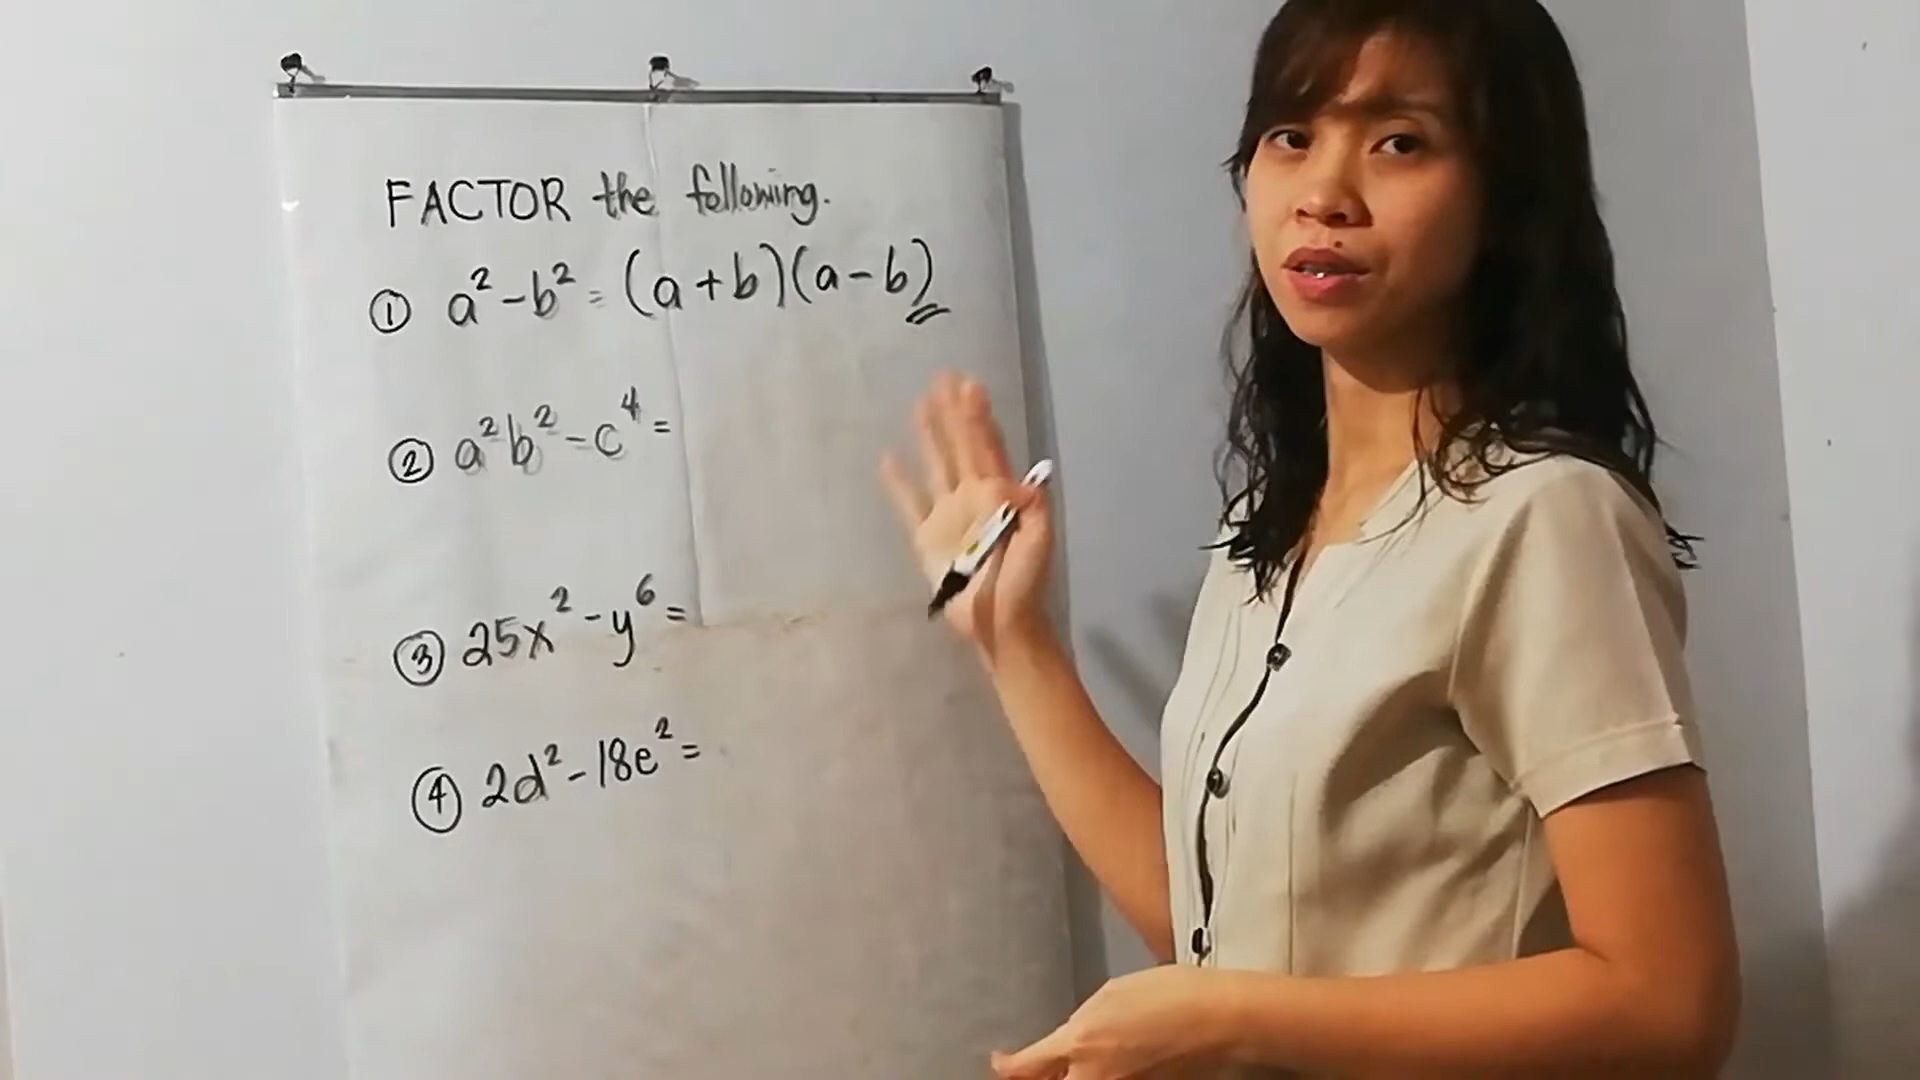 FACTOR the following.
① a² - b² = (a + b)(a - b)
② a²b² - c⁴ =
③ 25x² - y⁶ =
④ 2d² - 18e² =